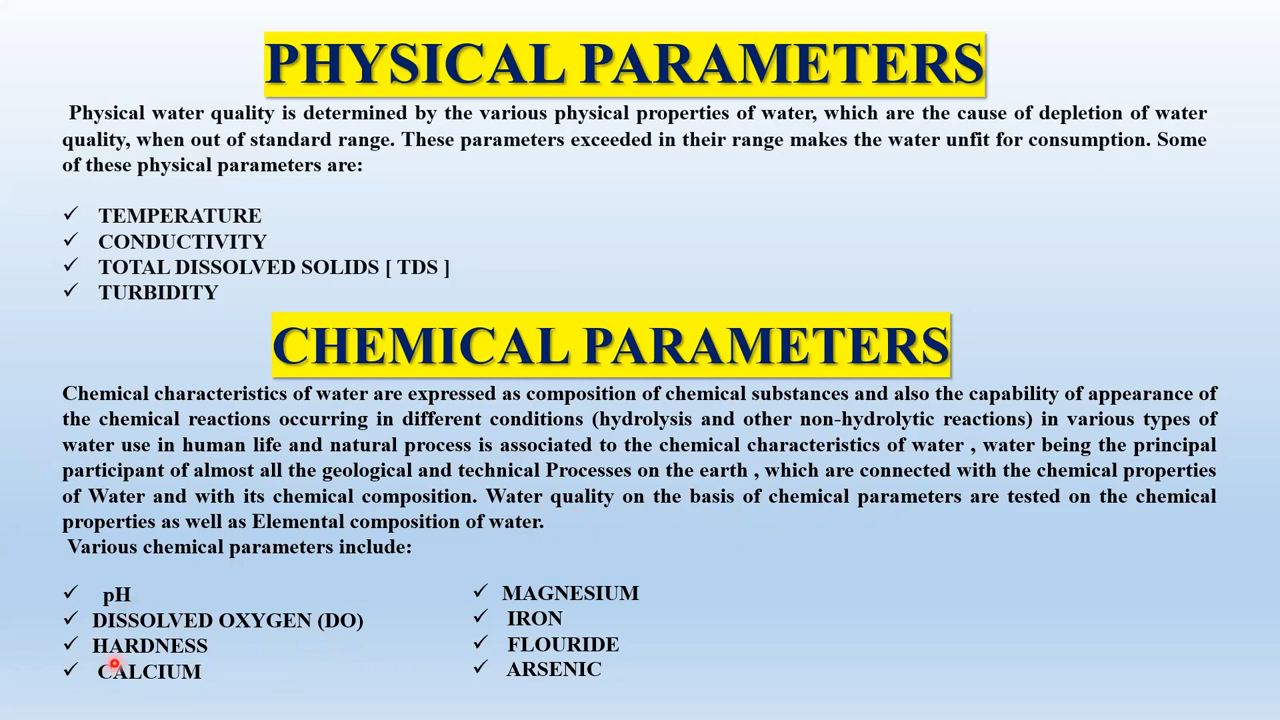 PHYSICAL PARAMETERS
Physical water quality is determined by the various physical properties of water, which are the cause of depletion of water
quality, when out of standard range. These parameters exceeded in their range makes the water unfit for consumption. Some
of these physical parameters are:
✓ TEMPERATURE
✓ CONDUCTIVITY
✓ TOTAL DISSOLVED SOLIDS [ TDS ]
✓ TURBIDITY
CHEMICAL PARAMETERS
Chemical characteristics of water are expressed as composition of chemical substances and also the capability of appearance of
the chemical reactions occurring in different conditions (hydrolysis and other non-hydrolytic reactions) in various types of
water use in human life and natural process is associated to the chemical characteristics of water , water being the principal
participant of almost all the geological and technical Processes on the earth , which are connected with the chemical properties
of Water and with its chemical composition. Water quality on the basis of chemical parameters are tested on the chemical
properties as well as Elemental composition of water.
Various chemical parameters include:
✓ pH
✓ DISSOLVED OXYGEN (DO)
✓ HARDNESS
✓ CALCIUM
✓ MAGNESIUM
✓ IRON
✓ FLOURIDE
✓ ARSENIC